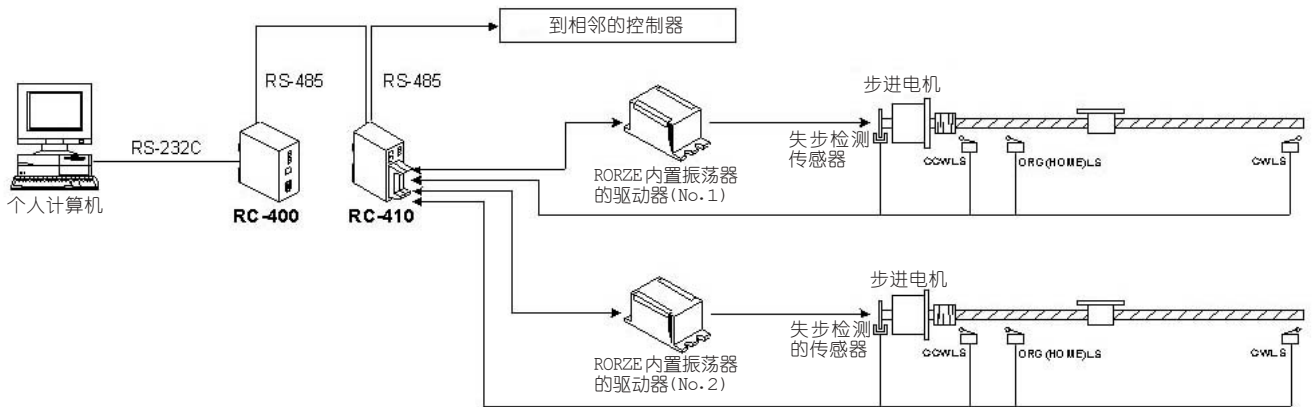 到相邻的控制器
RS-485
RS-485
步进电机
RS-232C
失步检测
传感器
CCWLS
ORG(HOME)LS
CWLS
个人计算机
RC-400
RC-410
RORZE内置振荡器
的驱动器(No.1)
步进电机
失步检测
的传感器
CCWLS
ORG(HOME)LS
CWLS
RORZE内置振荡器
的驱动器(No.2)